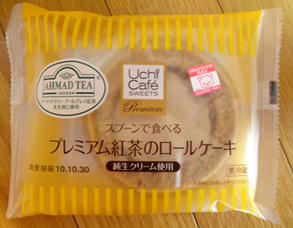 AHMAD TEA
Uchi
Café
SWEETS
Premium
スプーンで食べる
プレミアム紅茶のロールケーキ
純生クリーム使用
消費期限 10.10.30
要冷蔵